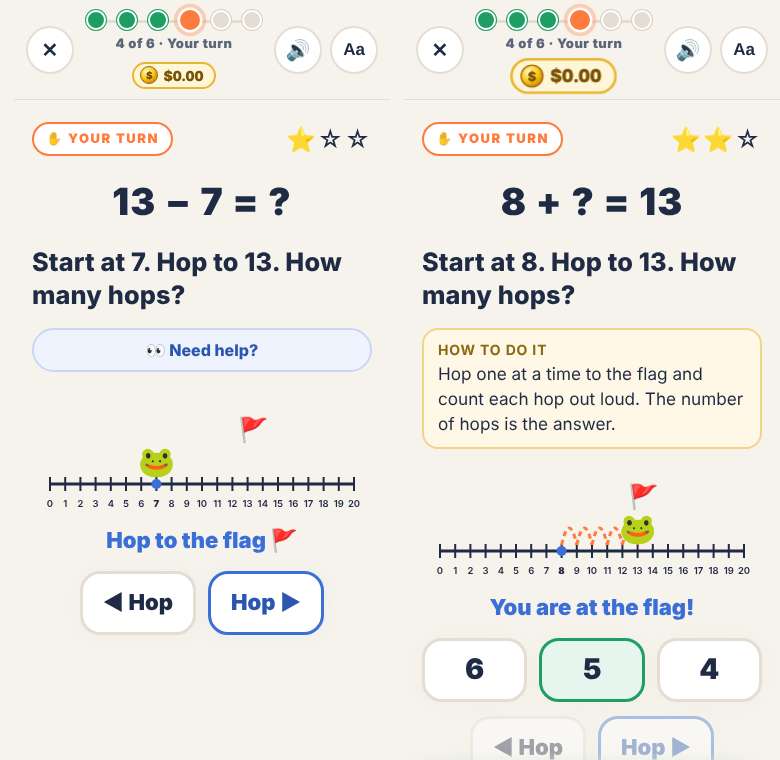 4 of 6 · Your turn
$ $0.00
Aa
YOUR TURN
13 – 7 = ?
Start at 7. Hop to 13. How
many hops?
Need help?
0 1 2 3 4 5 6 7 8 9 10 11 12 13 14 15 16 17 18 19 20
Hop to the flag
◀ Hop
Hop ▶
4 of 6 · Your turn
$ $0.00
Aa
YOUR TURN
8 + ? = 13
Start at 8. Hop to 13. How
many hops?
HOW TO DO IT
Hop one at a time to the flag and
count each hop out loud. The number
of hops is the answer.
0 1 2 3 4 5 6 7 8 9 10 11 12 13 14 15 16 17 18 19 20
You are at the flag!
6 5 4
◀ Hop
Hop ▶